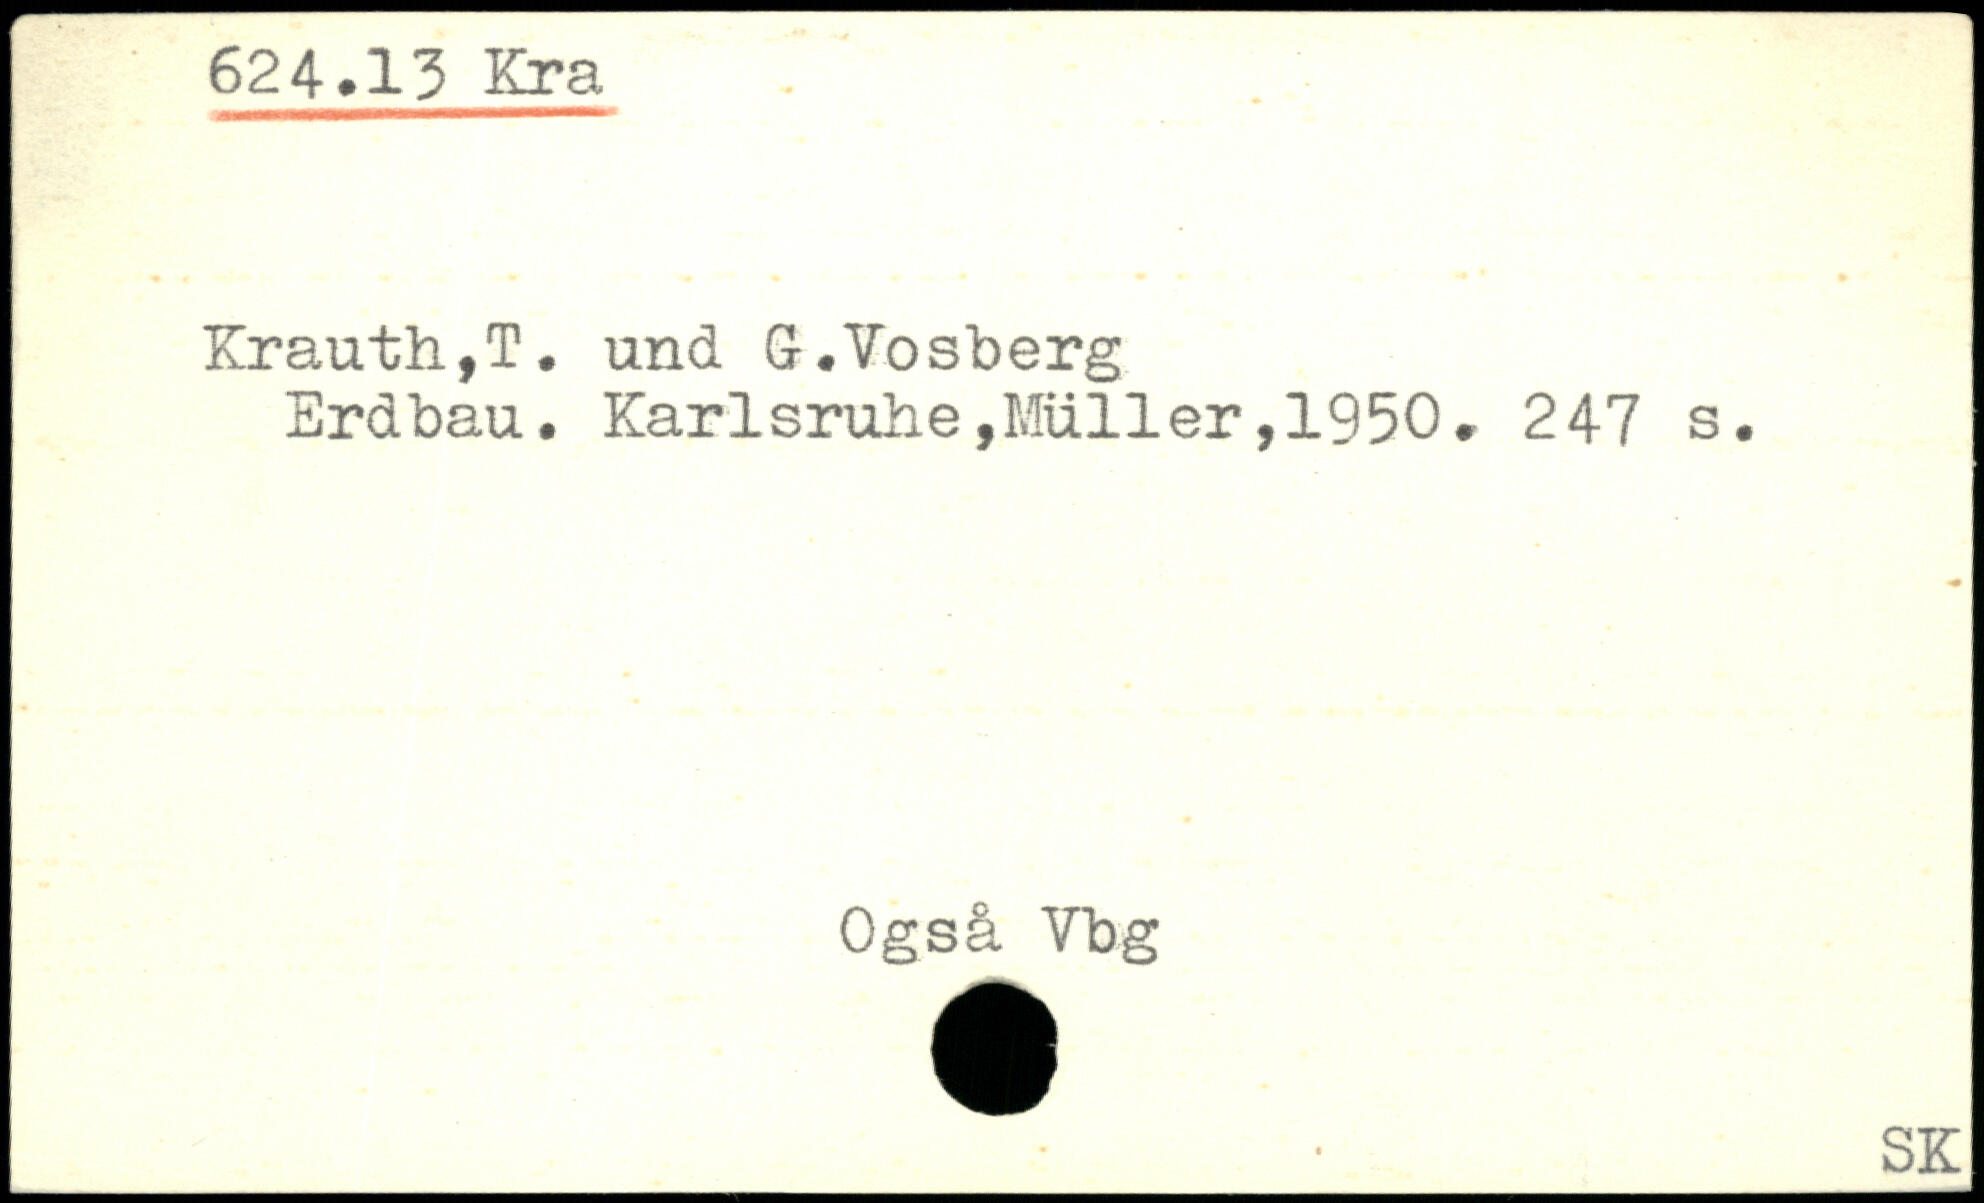 624.13 Kra
Krauth,T. und G.Vosberg
Erdbau. Karlsruhe,Müller,1950. 247 s.
Også Vbg
SK